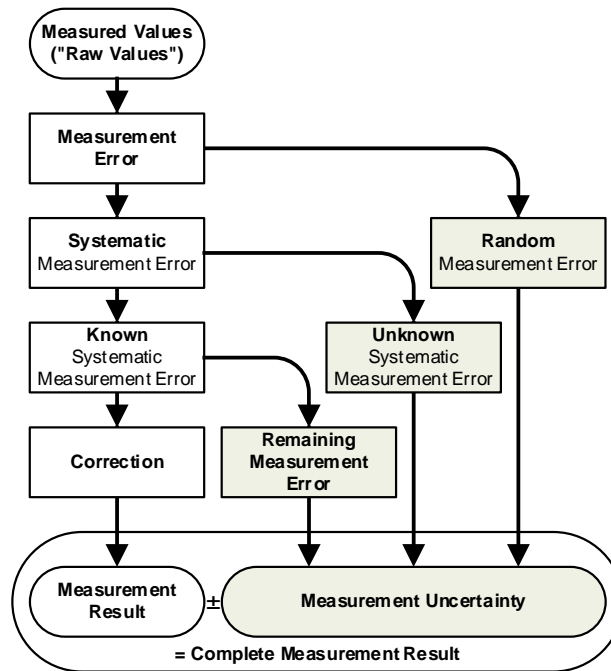 Measured Values
("Raw Values")
Measurement
Error
Systematic
Measurement Error
Random
Measurement Error
Known
Systematic
Measurement Error
Unknown
Systematic
Measurement Error
Correction
Remaining
Measurement
Error
Measurement
Result
±
Measurement Uncertainty
= Complete Measurement Result